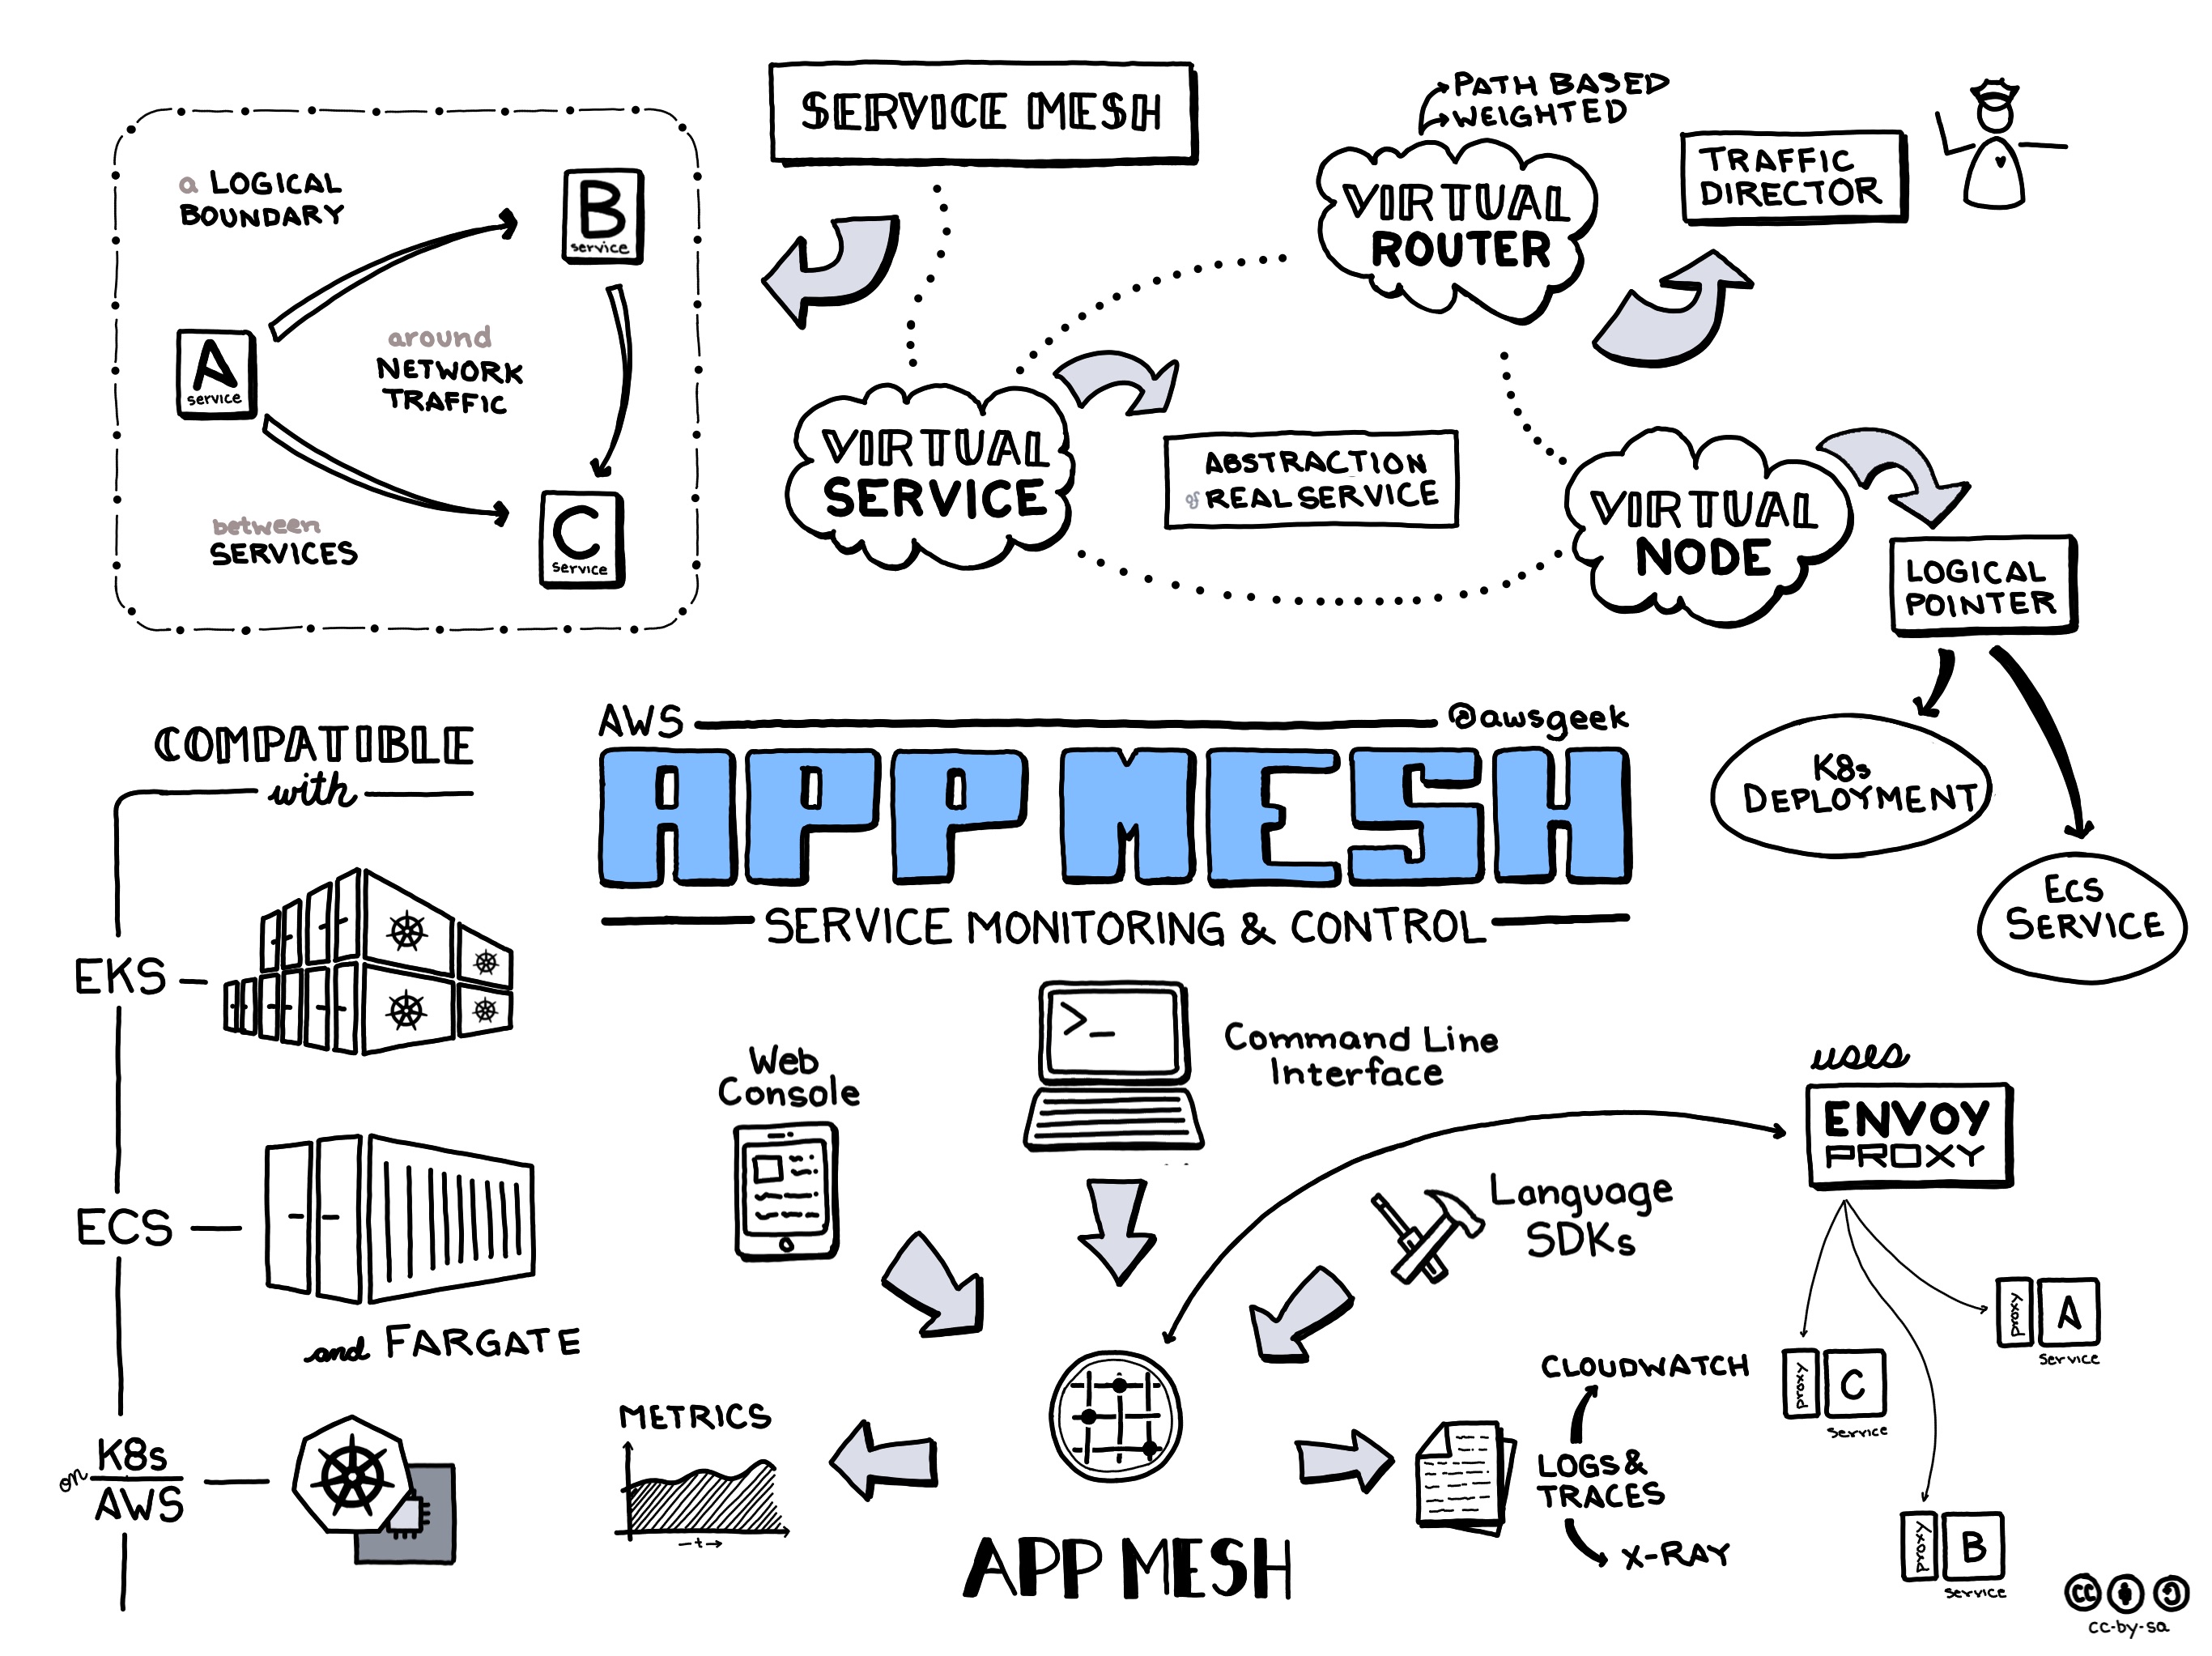 SERVICE MESH
a LOGICAL
BOUNDARY
B
service
A
service
around
NETWORK
TRAFFIC
between
SERVICES
C
service
PATH BASED
WEIGHTED
VIRTUAL
ROUTER
TRAFFIC
DIRECTOR
VIRTUAL
SERVICE
ABSTRACTION
of REAL SERVICE
VIRTUAL
NODE
LOGICAL
POINTER
K8s
DEPLOYMENT
ECS
SERVICE
AWS
@awsgeek
APP MESH
SERVICE MONITORING & CONTROL
COMPATIBLE
with
EKS
ECS
and FARGATE
K8s
on
AWS
Web
Console
>_
Command Line
Interface
Language
SDKs
uses
ENVOY
PROXY
proxy
A
service
proxy
C
service
proxy
B
service
METRICS
t
APP MESH
CLOUDWATCH
LOGS &
TRACES
X-RAY
cc
cc-by-sa